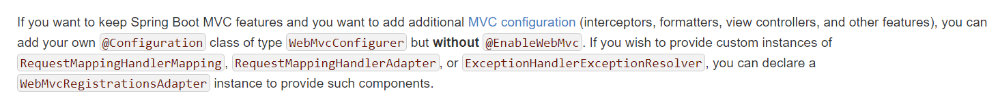 If you want to keep Spring Boot MVC features and you want to add additional MVC configuration (interceptors, formatters, view controllers, and other features), you can
add your own @Configuration class of type WebMvcConfigurer but without @EnableWebMvc. If you wish to provide custom instances of
RequestMappingHandlerMapping, RequestMappingHandlerAdapter, or ExceptionHandlerExceptionResolver, you can declare a
WebMvcRegistrationsAdapter instance to provide such components.